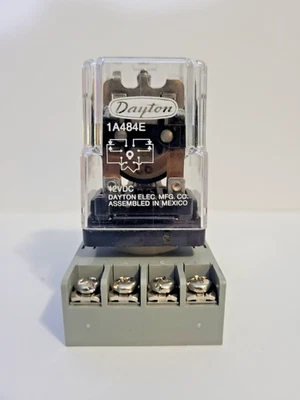 Dayton
1A484E
12VDC
DAYTON ELEC. MFG. CO.
ASSEMBLED IN MEXICO